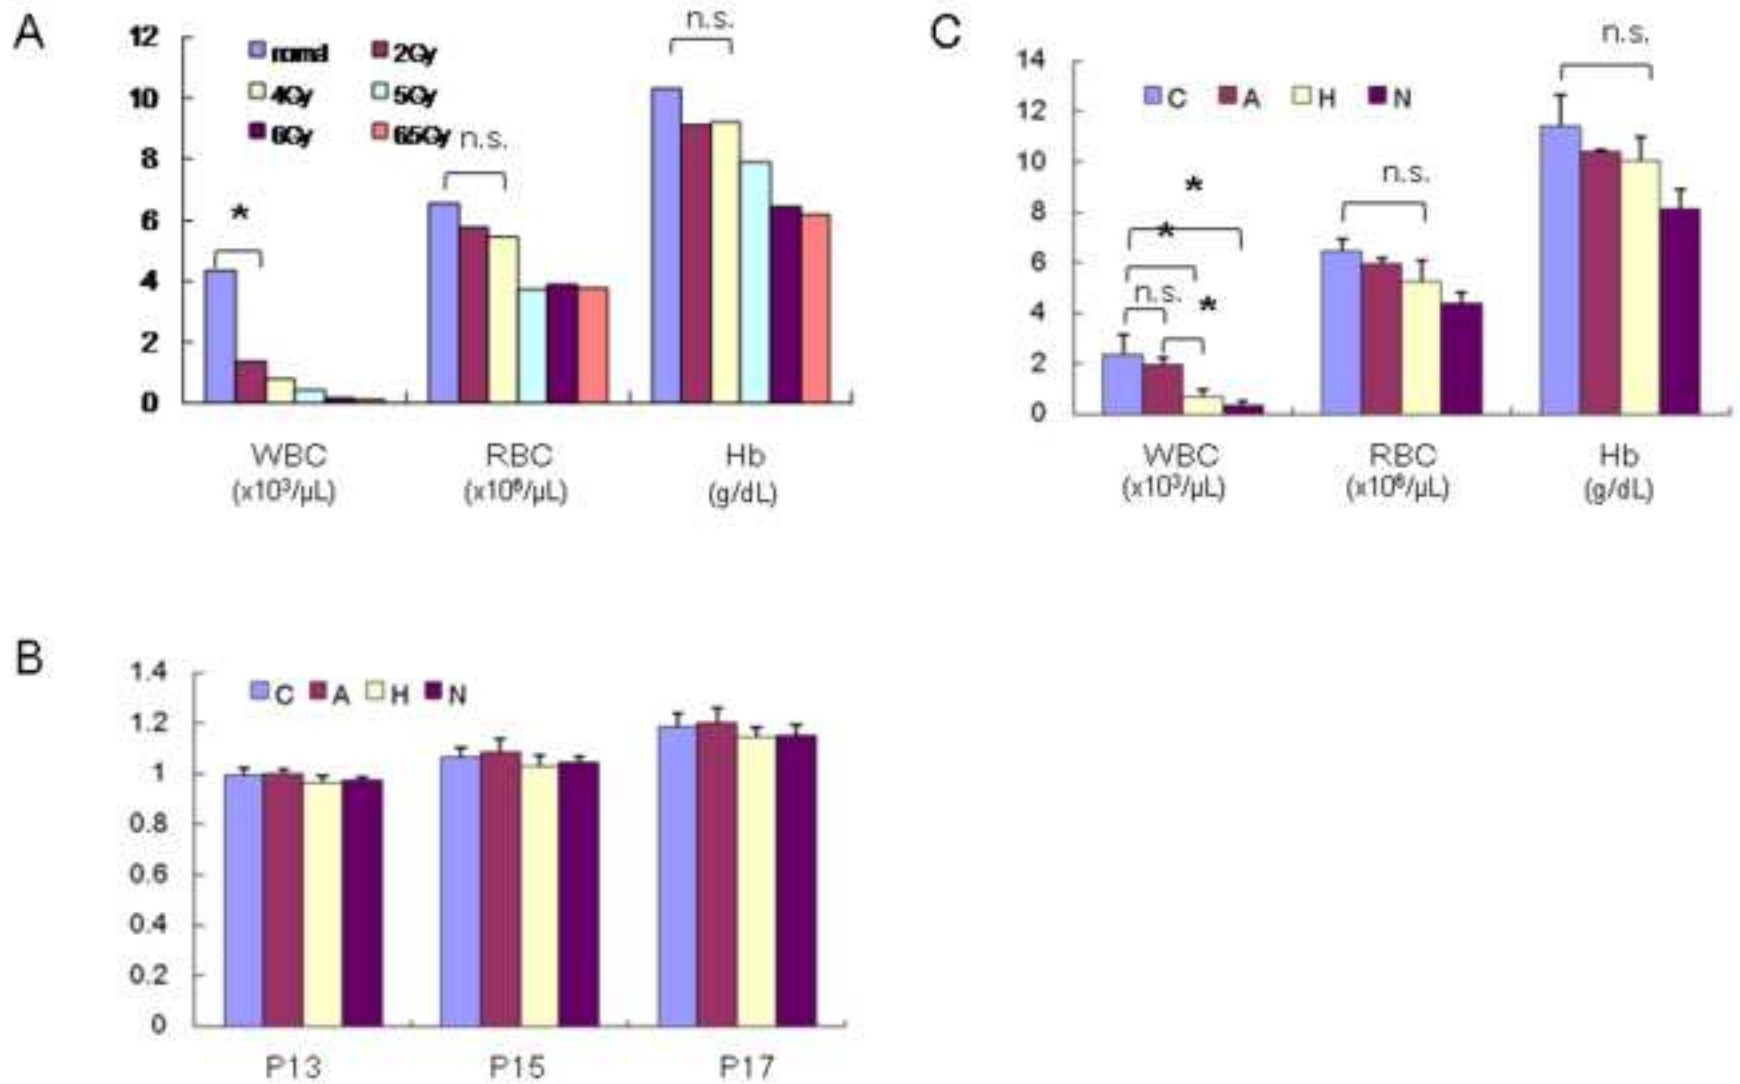 A
12
10
8
6
4
2
0
normal
2Gy
4Gy
5Gy
6Gy
6.5Gy
*
n.s.
n.s.
WBC
(x10³/μL)
RBC
(x10⁶/μL)
Hb
(g/dL)
C
14
12
10
8
6
4
2
0
C A H N
*
*
n.s.
*
n.s.
n.s.
WBC
(x10³/μL)
RBC
(x10⁶/μL)
Hb
(g/dL)
B
1.4
1.2
1
0.8
0.6
0.4
0.2
0
C A H N
P13
P15
P17